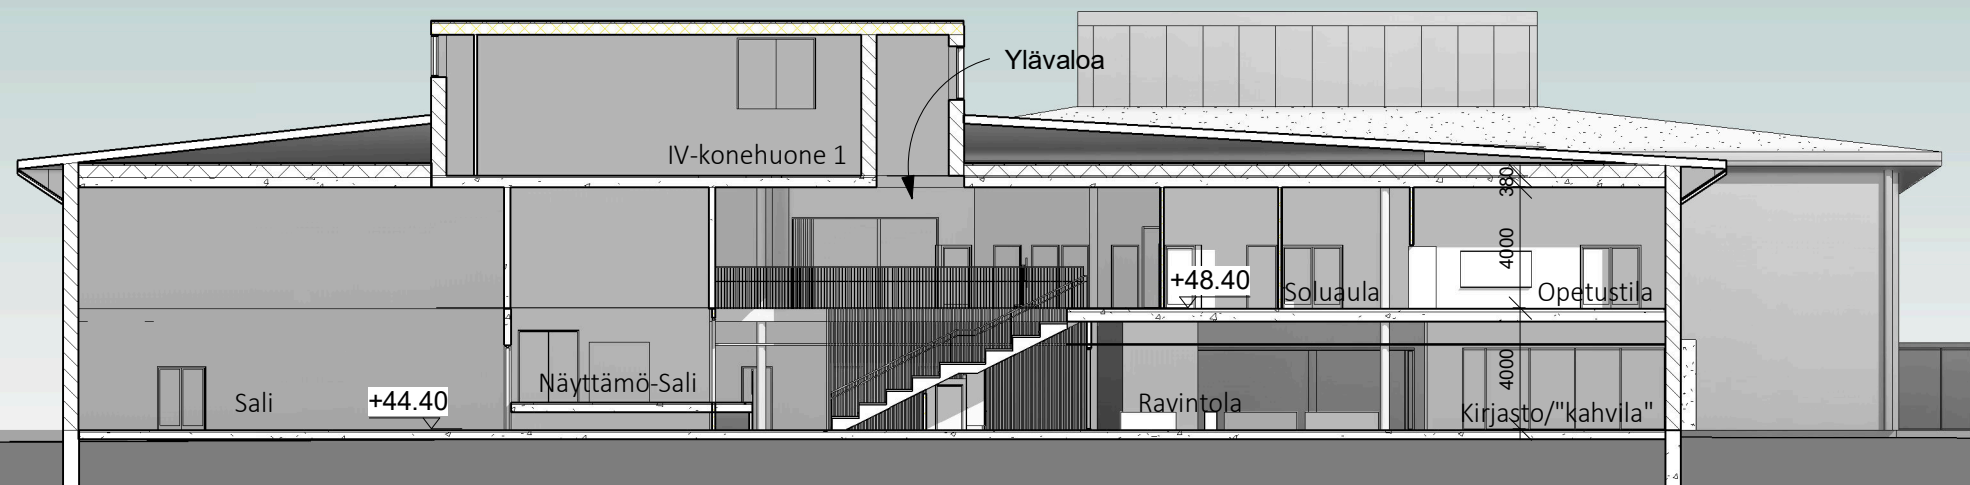 Ylävaloa
IV-konehuone 1
380
4000
+48.40
Soluaula
Opetustila
4000
Näyttämö-Sali
Sali
+44.40
Ravintola
Kirjasto/"kahvila"